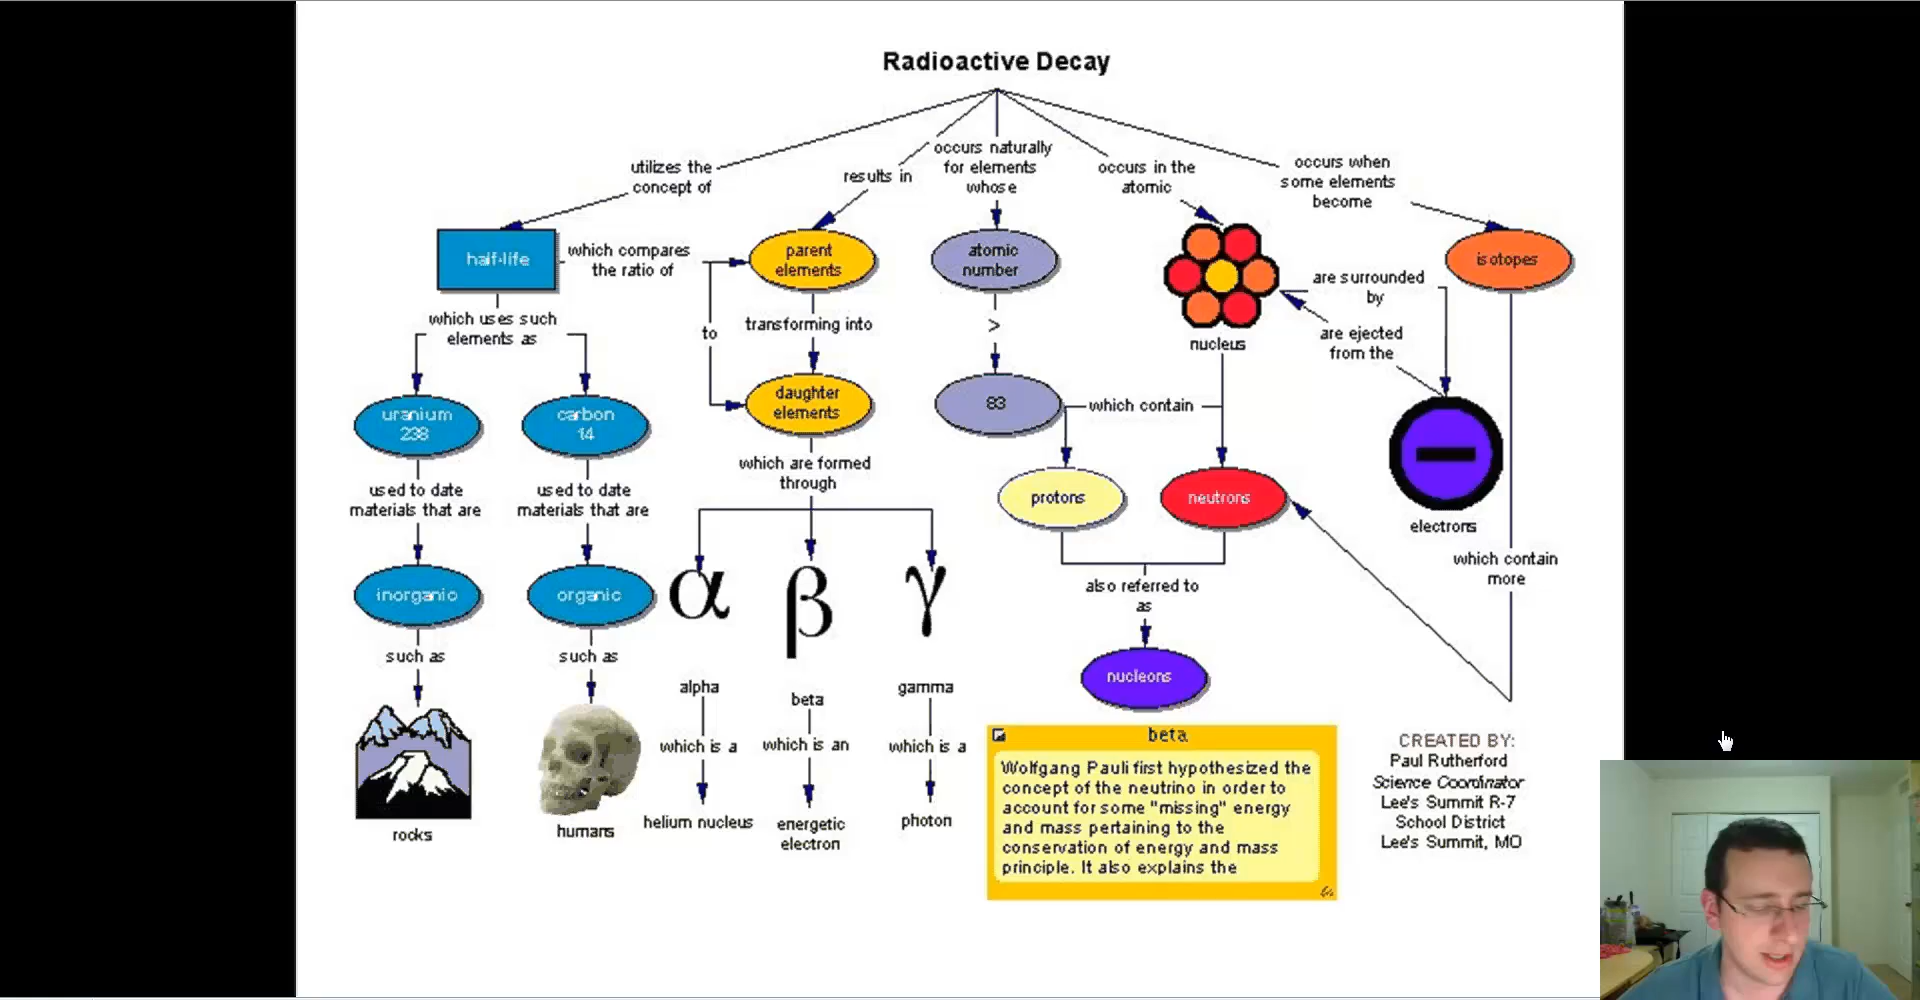 Radioactive Decay
utilizes the
concept of
results in
occurs naturally
for elements
whose
occurs in the
atomic
occurs when
some elements
become
half-life
which compares
the ratio of
parent
elements
atomic
number
nucleus
are surrounded
by
isotopes
to
transforming into
>
are ejected
from the
which uses such
elements as
uranium
238
carbon
14
daughter
elements
83
which contain
electrons
used to date
materials that are
used to date
materials that are
which are formed
through
protons
neutrons
which contain
more
inorganic
organic
α
β
γ
also referred to
as
nucleons
such as
such as
alpha
beta
gamma
which is a
which is an
which is a
rocks
humans
helium nucleus
energetic
electron
photon
beta
Wolfgang Pauli first hypothesized the
concept of the neutrino in order to
account for some "missing" energy
and mass pertaining to the
conservation of energy and mass
principle. It also explains the
CREATED BY:
Paul Rutherford
Science Coordinator
Lee's Summit R-7
School District
Lee's Summit, MO